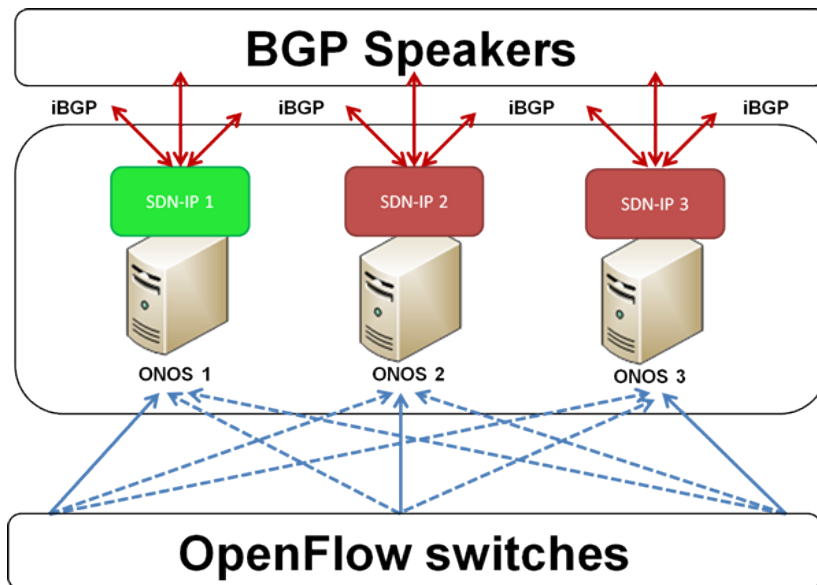 BGP Speakers
iBGP
iBGP
iBGP
iBGP
SDN-IP 1
SDN-IP 2
SDN-IP 3
ONOS 1
ONOS 2
ONOS 3
OpenFlow switches